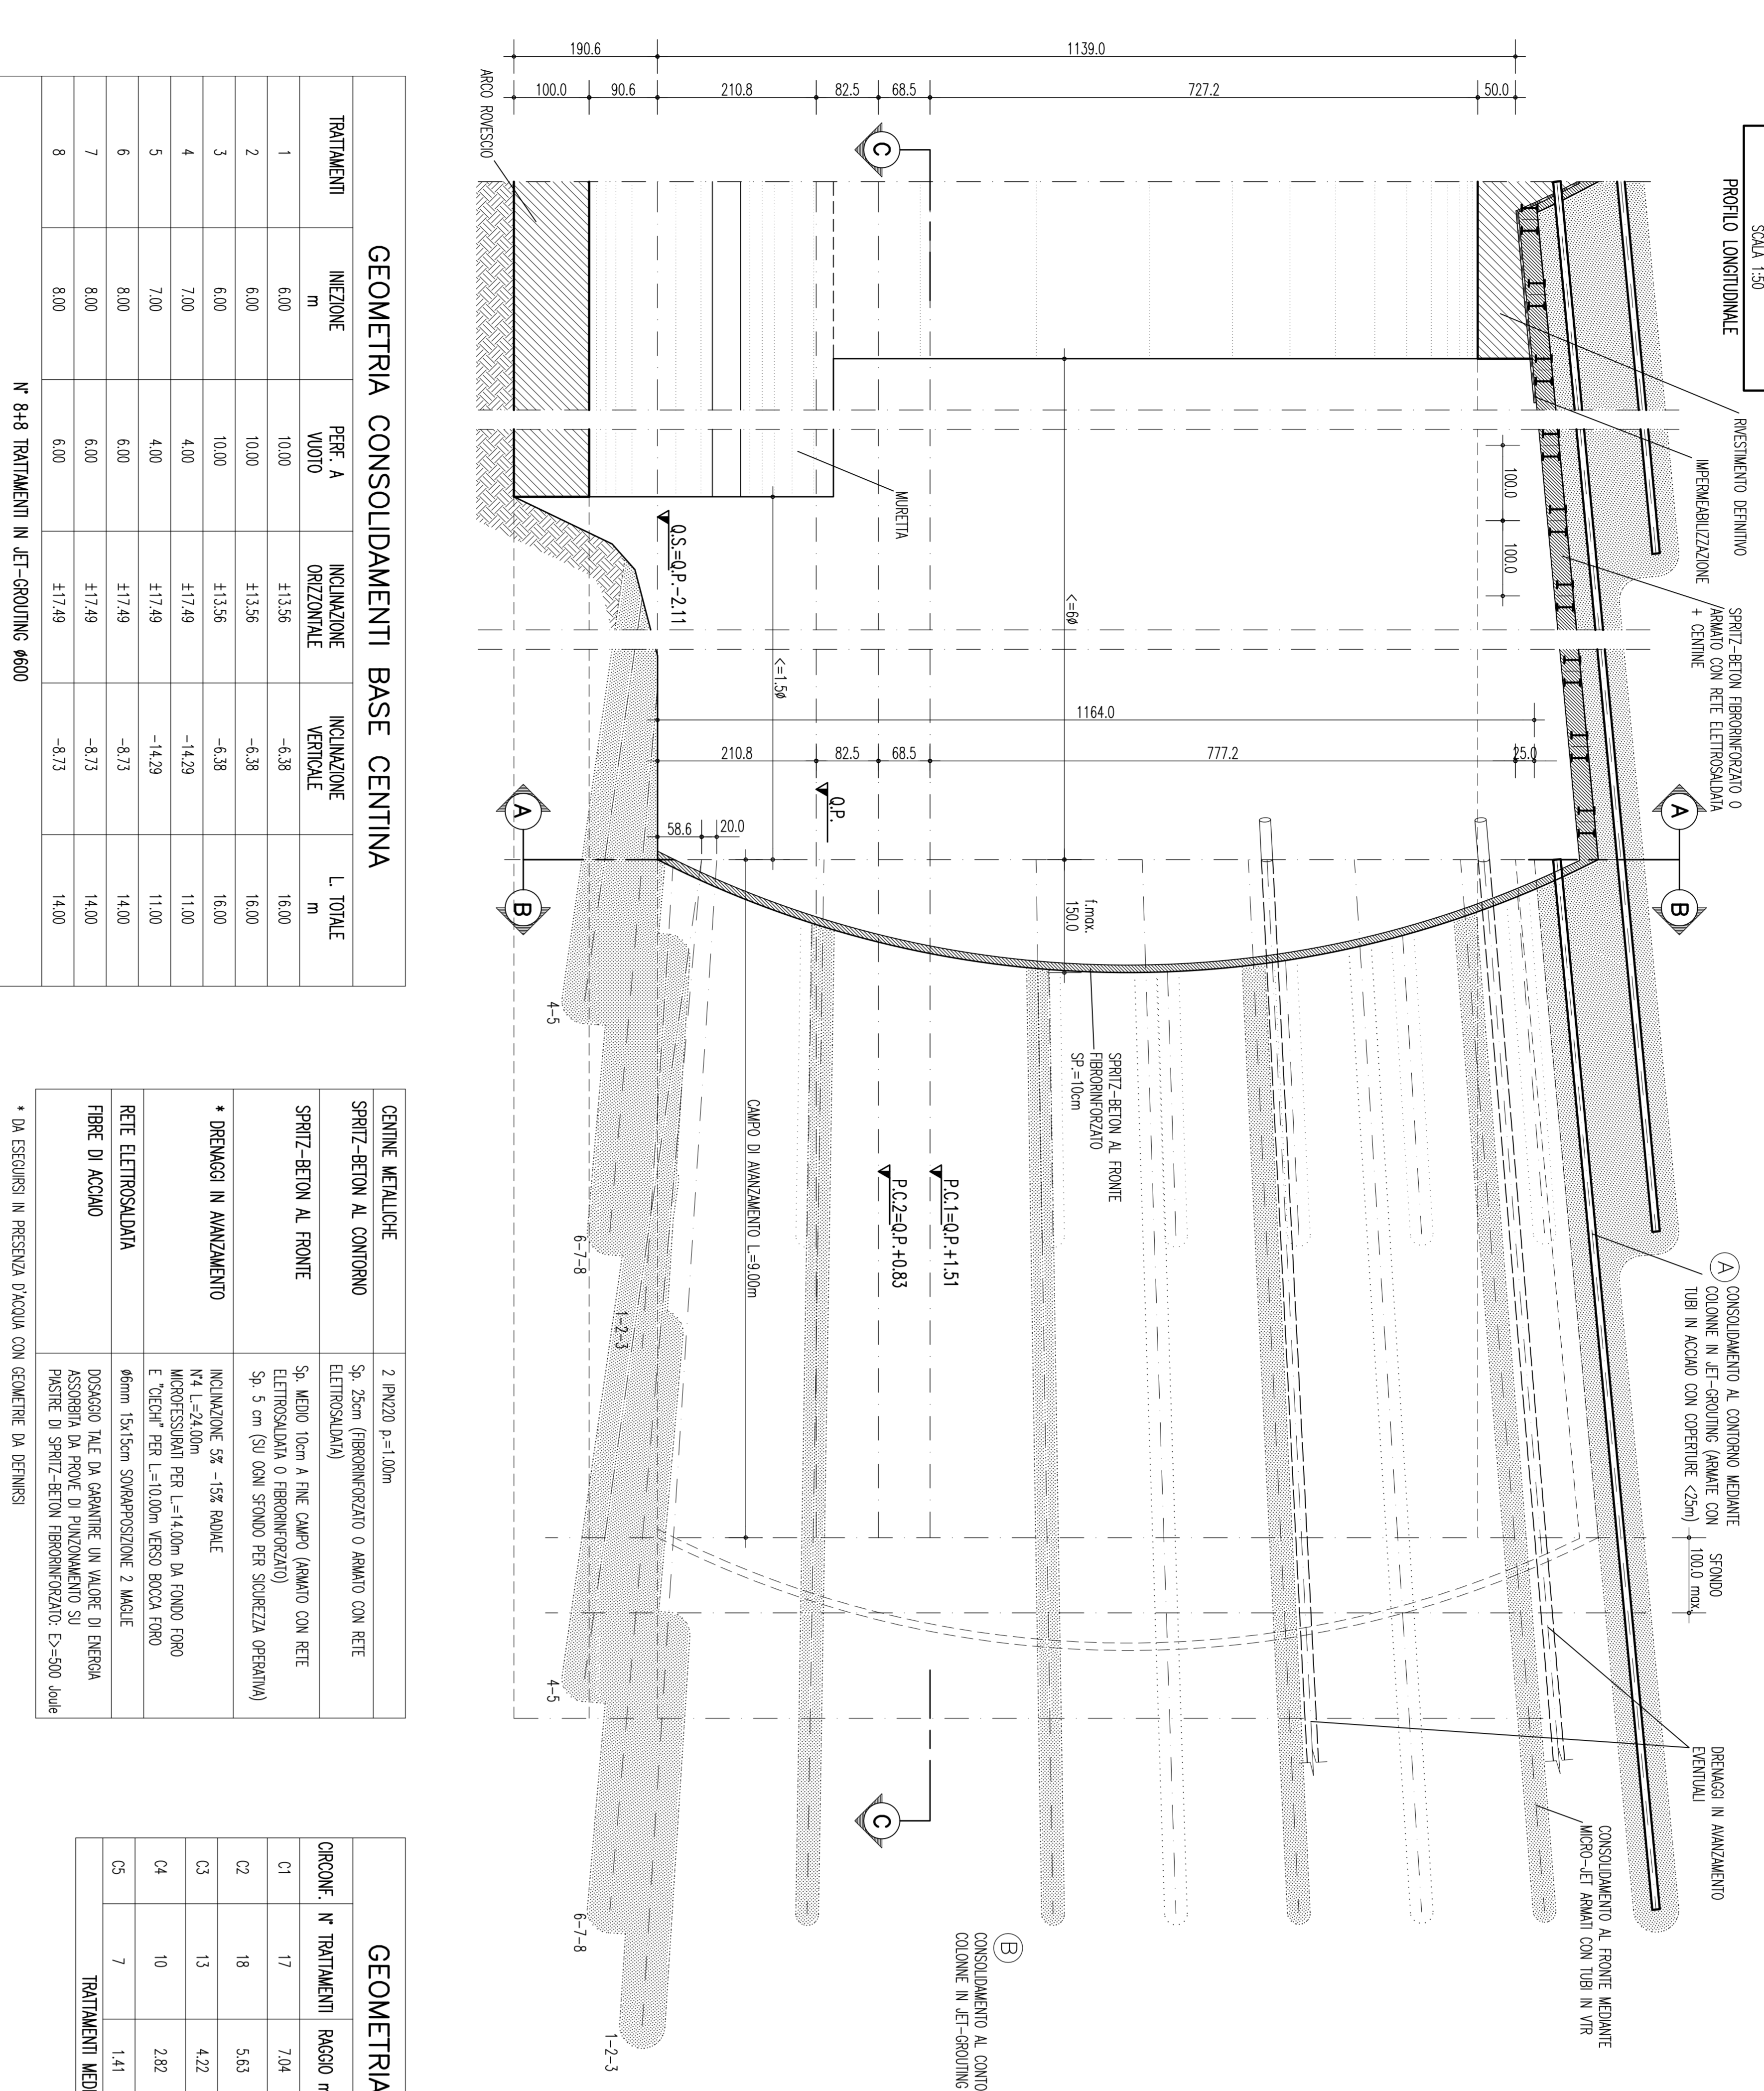 SCALA 1:50
PROFILO LONGITUDINALE
RIVESTIMENTO DEFINITIVO
IMPERMEABILIZZAZIONE
SPRITZ-BETON FIBRORINFORZATO O
ARMATO CON RETE ELETTROSALDATA
+ CENTINE
A
CONSOLIDAMENTO AL CONTORNO MEDIANTE
COLONNE IN JET-GROUTING (ARMATE CON
TUBI IN ACCIAIO CON COPERTURE <25m)
SFONDO
100.0 max.
DRENAGGI IN AVANZAMENTO
EVENTUALI
CONSOLIDAMENTO AL FRONTE MEDIANTE
MICRO-JET ARMATI CON TUBI IN VTR
A
B
50.0
727.2
68.5
82.5
210.8
90.6
100.0
1139.0
190.6
100.0
100.0
25.0
777.2
68.5
82.5
210.8
1164.0
<=6ø
<=1.5ø
f.max.
150.0
20.0
58.6
C
C
SPRITZ-BETON AL FRONTE
FIBRORINFORZATO
SP.=10cm
P.C.1=Q.P.+1.51
P.C.2=Q.P.+0.83
Q.P.
Q.S.=Q.P.-2.11
CAMPO DI AVANZAMENTO L.=9.00m
MURETTA
ARCO ROVESCIO
A
B
4-5
6-7-8
1-2-3
4-5
6-7-8
1-2-3
B
CONSOLIDAMENTO AL CONTO
COLONNE IN JET-GROUTING
GEOMETRIA CONSOLIDAMENTI BASE CENTINA
TRATTAMENTI INIEZIONE m PERF. A VUOTO INCLINAZIONE ORIZZONTALE INCLINAZIONE VERTICALE L. TOTALE m
1 6.00 10.00 ±13.56 -6.38 16.00
2 6.00 10.00 ±13.56 -6.38 16.00
3 6.00 10.00 ±13.56 -6.38 16.00
4 7.00 4.00 ±17.49 -14.29 11.00
5 7.00 4.00 ±17.49 -14.29 11.00
6 8.00 6.00 ±17.49 -8.73 14.00
7 8.00 6.00 ±17.49 -8.73 14.00
8 8.00 6.00 ±17.49 -8.73 14.00
N° 8+8 TRATTAMENTI IN JET-GROUTING ø600
CENTINE METALLICHE 2 IPN220 p.=1.00m
SPRITZ-BETON AL CONTORNO Sp. 25cm (FIBRORINFORZATO O ARMATO CON RETE
ELETTROSALDATA)
SPRITZ-BETON AL FRONTE Sp. MEDIO 10cm A FINE CAMPO (ARMATO CON RETE
ELETTROSALDATA O FIBRORINFORZATO)
Sp. 5 cm (SU OGNI SFONDO PER SICUREZZA OPERATIVA)
* DRENAGGI IN AVANZAMENTO INCLINAZIONE 5% -15% RADIALE
N°4 L.=24.00m
MICROFESSURATI PER L.=14.00m DA FONDO FORO
E "CIECHI" PER L.=10.00m VERSO BOCCA FORO
RETE ELETTROSALDATA ø6mm 15x15cm SOVRAPPOSIZIONE 2 MAGLIE
FIBRE DI ACCIAIO DOSAGGIO TALE DA GARANTIRE UN VALORE DI ENERGIA
ASSORBITA DA PROVE DI PUNZONAMENTO SU
PIASTRE DI SPRITZ-BETON FIBRORINFORZATO: E>=500 Joule
* DA ESEGUIRSI IN PRESENZA D'ACQUA CON GEOMETRIE DA DEFINIRSI
GEOMETRIA
CIRCONF. N° TRATTAMENTI RAGGIO m
C1 17 7.04
C2 18 5.63
C3 13 4.22
C4 10 2.82
C5 7 1.41
TRATTAMENTI MEDI